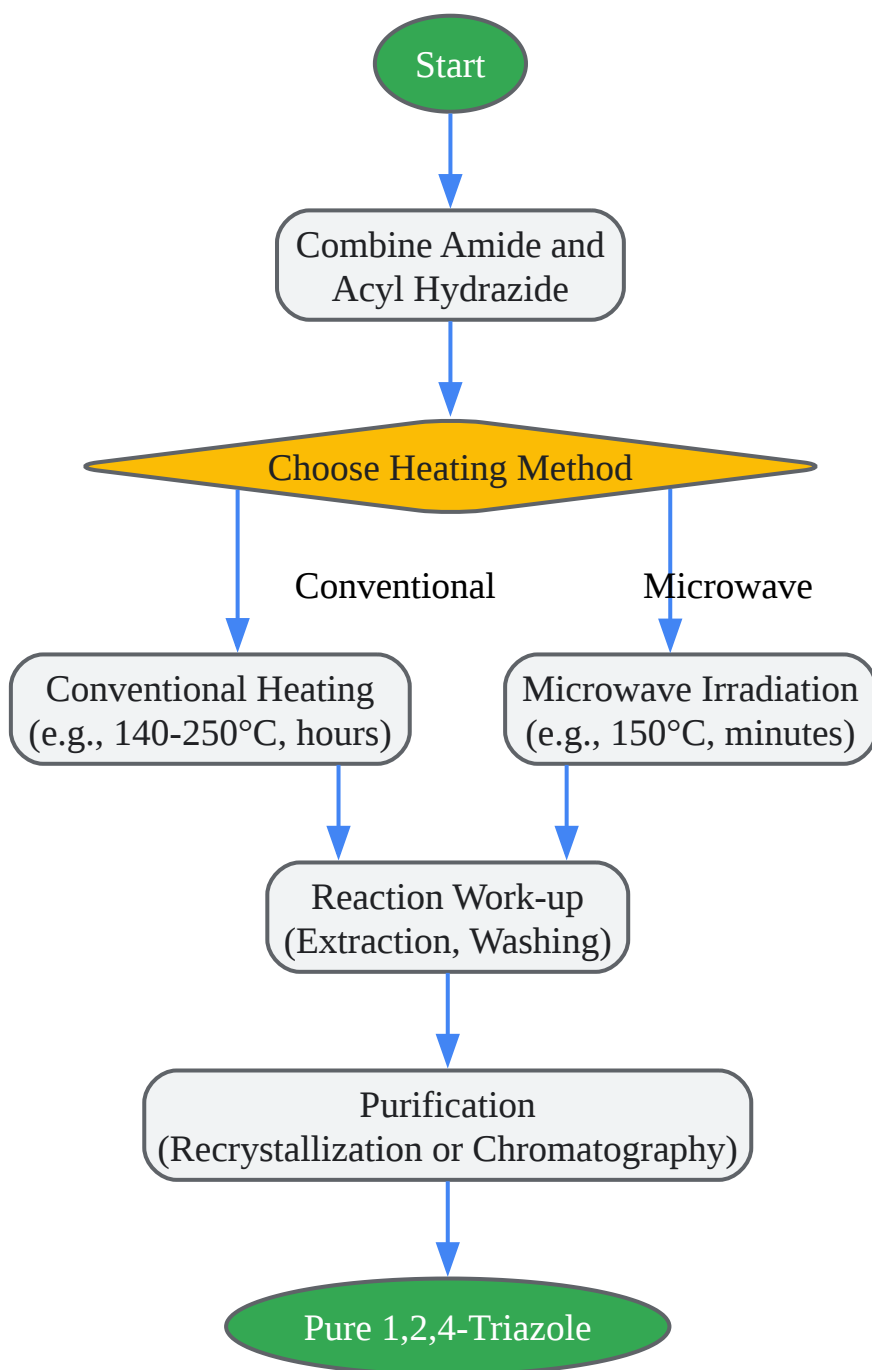 Start
Combine Amide and
Acyl Hydrazide
Choose Heating Method
Conventional
Microwave
Conventional Heating
(e.g., 140-250°C, hours)
Microwave Irradiation
(e.g., 150°C, minutes)
Reaction Work-up
(Extraction, Washing)
Purification
(Recrystallization or Chromatography)
Pure 1,2,4-Triazole